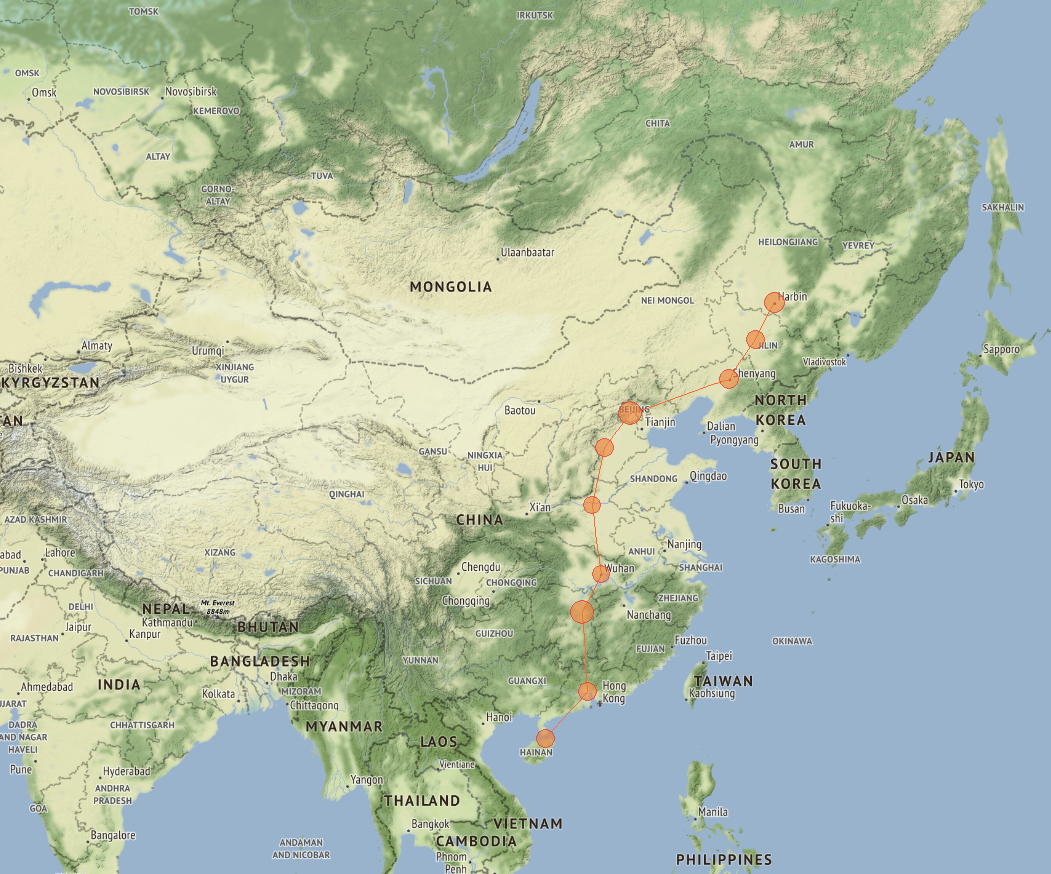 TOMSK
IRKUTSK
OMSK
Omsk
NOVOSIBIRSK
Novosibirsk
KEMEROVO
CHITA
AMUR
ALTAY
TUVA
GORNO-
ALTAY
SAKHALIN
HEILONGJIANG
YEVREY
Ulaanbaatar
MONGOLIA
NEI MONGOL
Harbin
Almaty
Urumqi
JILIN
Vladivostok
Sapporo
Bishkek
KYRGYZSTAN
XINJIANG
UYGUR
Shenyang
NORTH
KOREA
Baotou
BEIJING
Tianjin
Dalian
Pyongyang
AN
GANSU
NINGXIA
HUI
SHANDONG
Qingdao
SOUTH
KOREA
JAPAN
Tokyo
QINGHAI
Xi'an
Busan
Fukuoka-
shi
Osaka
CHINA
AZAD KASHMIR
abad
Lahore
PUNJAB
CHANDIGARH
XIZANG
ANHUI
Nanjing
SHANGHAI
KAGOSHIMA
Chengdu
SICHUAN
CHONGQING
Chongqing
Wuhan
ZHEJIANG
Nanchang
DELHI
NEPAL
Mt. Everest
8848m
Kathmandu
BHUTAN
RAJASTHAN
Jaipur
Kanpur
GUIZHOU
FUJIAN
Fuzhou
OKINAWA
BANGLADESH
YUNNAN
Taipei
TAIWAN
Kaohsiung
INDIA
Ahmedabad
JARAT
Dhaka
MIZORAM
Kolkata
Chittagong
GUANGXI
Hong
Kong
Hanoi
HAINAN
DADRA
AND NAGAR
HAVELI
CHHATTISGARH
MYANMAR
LAOS
Vientiane
Pune
Hyderabad
ANDHRA
PRADESH
Yangon
THAILAND
GOA
Bangalore
ANDAMAN
AND NICOBAR
Bangkok
VIETNAM
CAMBODIA
Phnom
Penh
Manila
PHILIPPINES